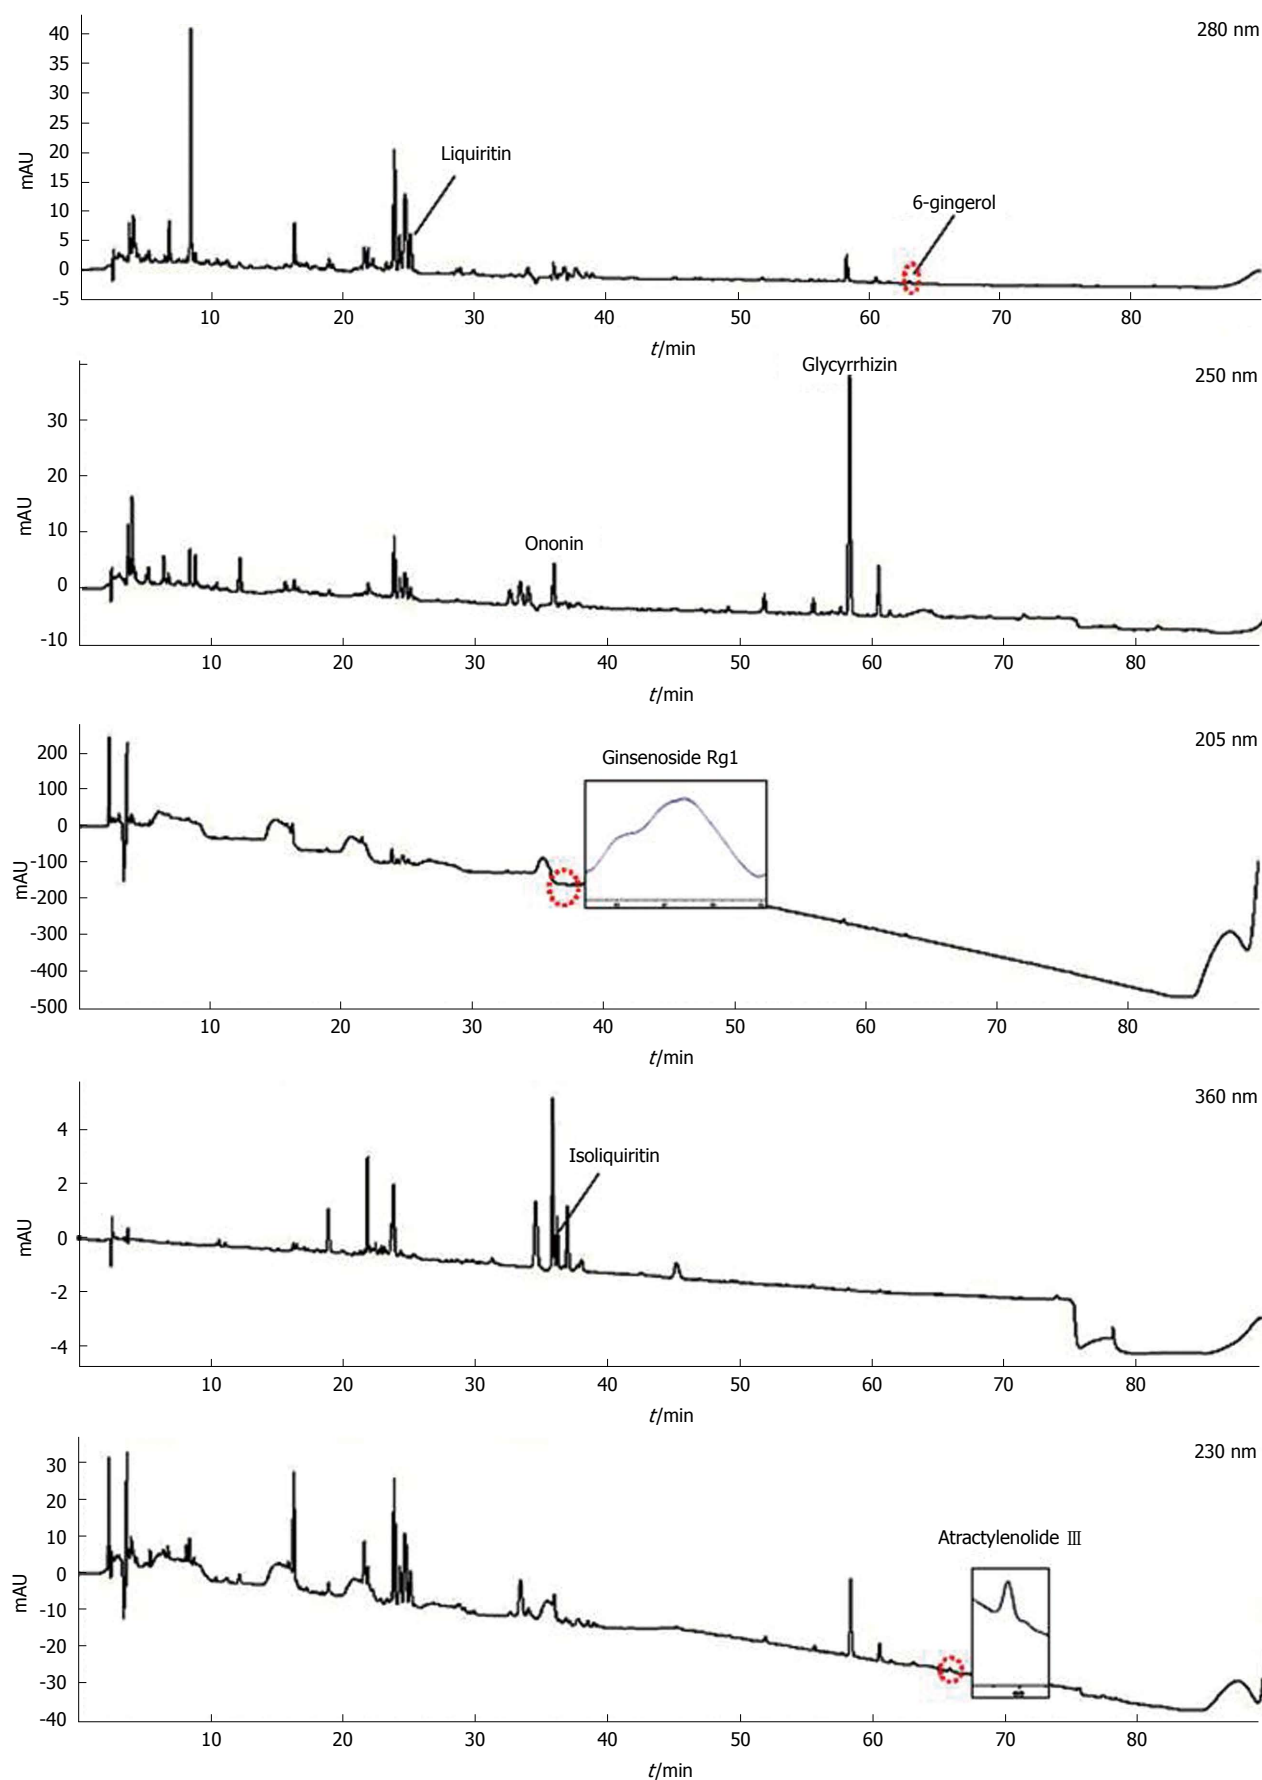 280 nm
40
35
30
25
20
15
10
5
0
-5
mAU
Liquiritin
6-gingerol
10 20 30 40 50 60 70 80
t/min
250 nm
30
20
10
0
-10
mAU
Glycyrrhizin
Ononin
10 20 30 40 50 60 70 80
t/min
205 nm
200
100
0
-100
-200
-300
-400
-500
mAU
Ginsenoside Rg1
10 20 30 40 50 60 70 80
t/min
360 nm
4
2
0
-2
-4
mAU
Isoliquiritin
10 20 30 40 50 60 70 80
t/min
230 nm
30
20
10
0
-10
-20
-30
-40
mAU
Atractylenolide Ⅲ
10 20 30 40 50 60 70 80
t/min